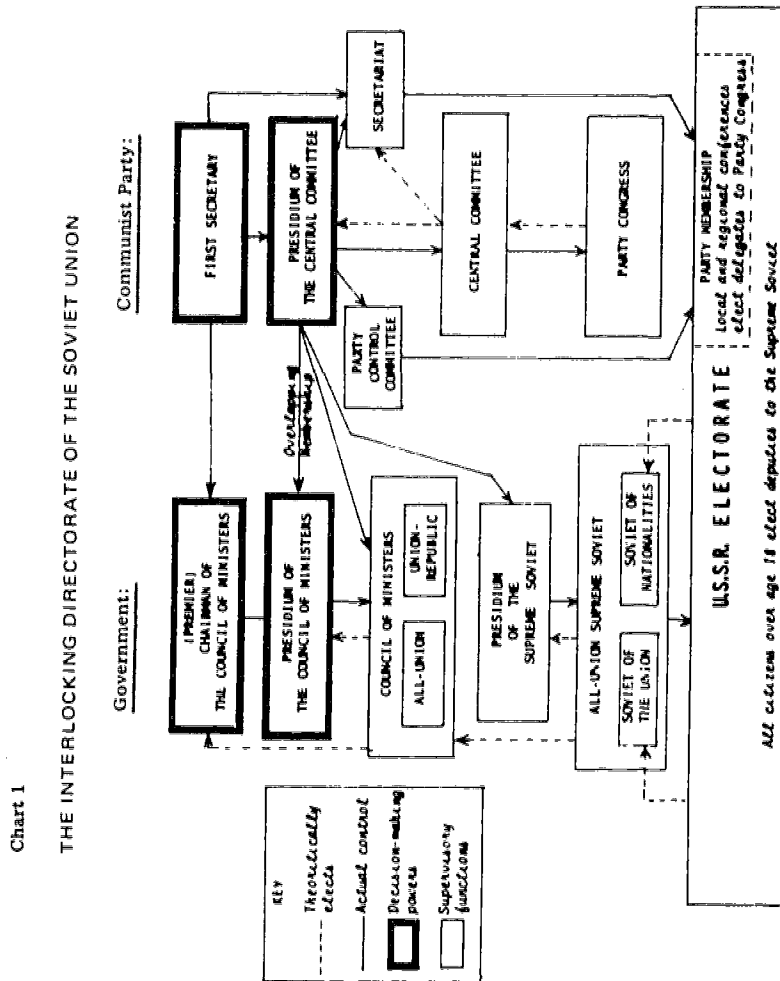 Chart 1
THE INTERLOCKING DIRECTORATE OF THE SOVIET UNION
Government:
Communist Party:
(PREMIER)
CHAIRMAN OF
THE COUNCIL OF MINISTERS
FIRST SECRETARY
PRESIDIUM OF
THE COUNCIL OF MINISTERS
Overlapping
Membership
PRESIDIUM OF
THE CENTRAL COMMITTEE
SECRETARIAT
PARTY
CONTROL
COMMITTEE
COUNCIL OF MINISTERS
ALL-UNION
UNION-
REPUBLIC
CENTRAL COMMITTEE
PRESIDIUM
OF THE
SUPREME SOVIET
PARTY CONGRESS
ALL-UNION SUPREME SOVIET
SOVIET OF
THE UNION
SOVIET OF
NATIONALITIES
U.S.S.R. ELECTORATE
PARTY MEMBERSHIP
Local and regional conferences
elect delegates to Party Congress
All citizens over age 18 elect deputies to the Supreme Soviet
KEY
Theoretically
elects
Actual control
Decision-making
powers
Supervisory
functions